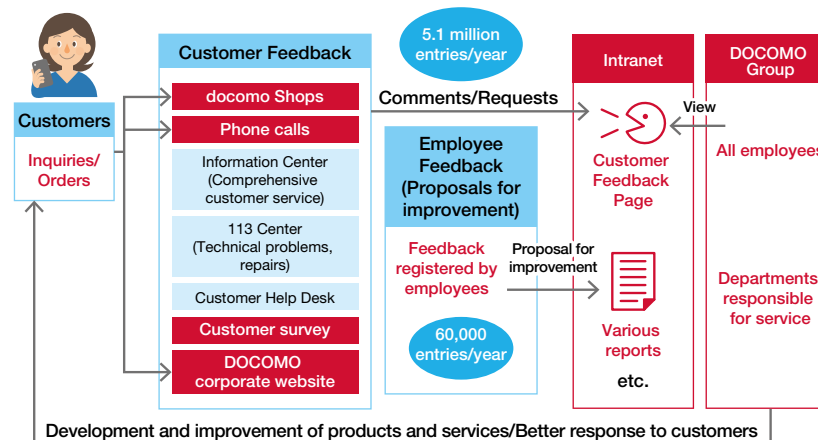 Customers
Inquiries/
Orders
Customer Feedback
docomo Shops
Phone calls
Information Center
(Comprehensive
customer service)
113 Center
(Technical problems,
repairs)
Customer Help Desk
Customer survey
DOCOMO
corporate website
5.1 million
entries/year
Comments/Requests
Employee
Feedback
(Proposals for
improvement)
Feedback
registered by
employees
60,000
entries/year
Proposal for
improvement
Intranet
Customer
Feedback
Page
Various
reports
etc.
DOCOMO
Group
View
All employees
Departments
responsible
for service
Development and improvement of products and services/Better response to customers